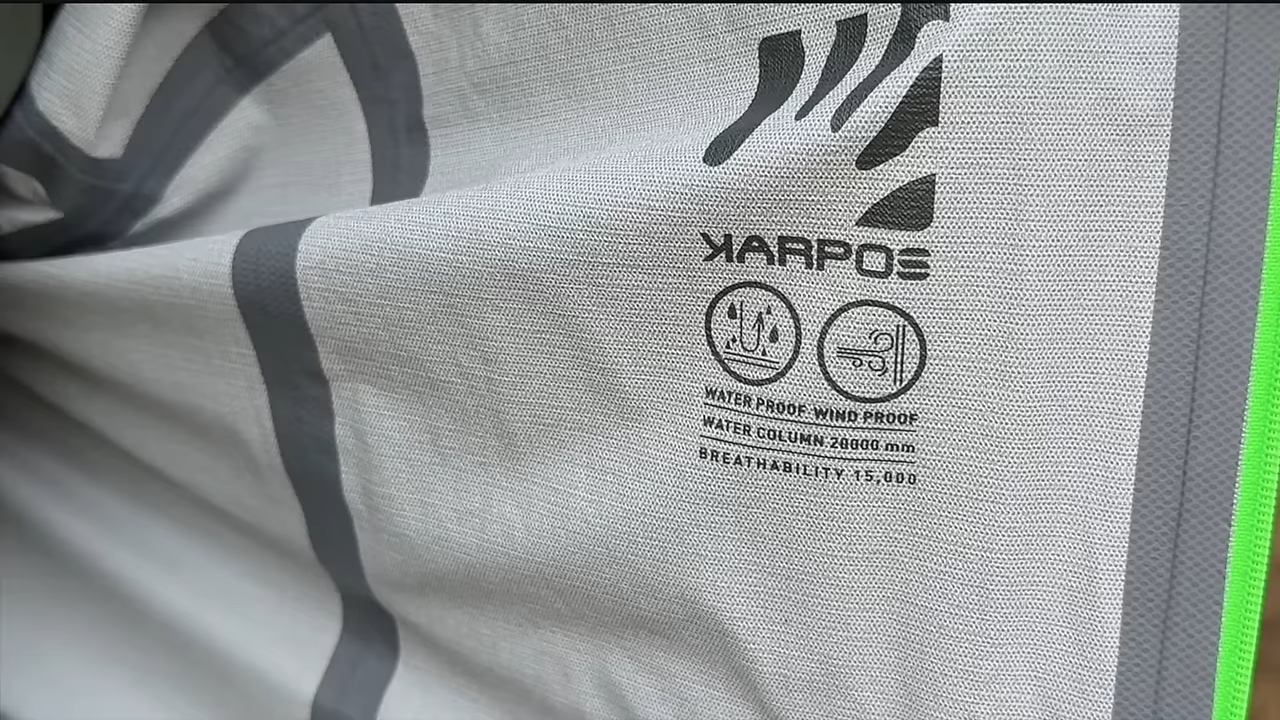 KARPOS
WATER PROOF WIND PROOF
WATER COLUMN 20000 mm
BREATHABILITY 15,000